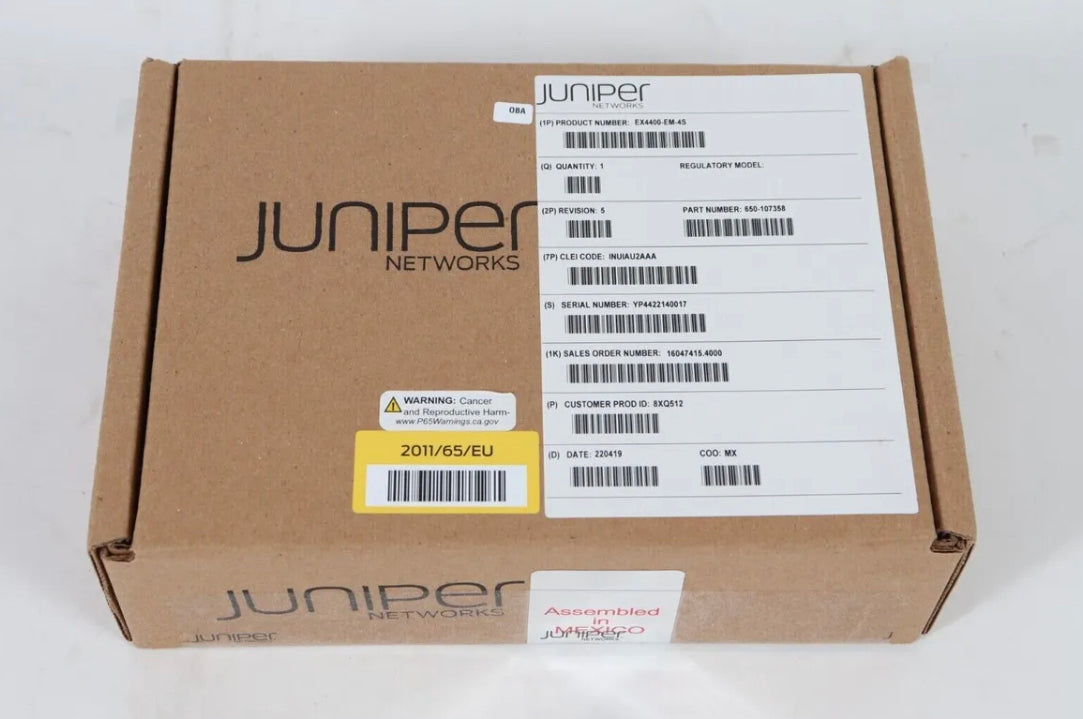 JUNIPER
NETWORKS
OBA
(1P) PRODUCT NUMBER: EX4400-EM-4S
(Q) QUANTITY: 1 REGULATORY MODEL:
(2P) REVISION: 5 PART NUMBER: 650-107358
(7P) CLEI CODE: INUIAU2AAA
(S) SERIAL NUMBER: YP4422140017
(1K) SALES ORDER NUMBER: 16047415.4000
(P) CUSTOMER PROD ID: 8XQ512
(D) DATE: 220419 COO: MX
JUNIPER
NETWORKS
WARNING: Cancer
and Reproductive Harm-
www.P65Warnings.ca.gov
2011/65/EU
JUNIPER
NETWORKS
JUNIPER
Assembled
in
MEXICO
JUNIPER
NETWORKS